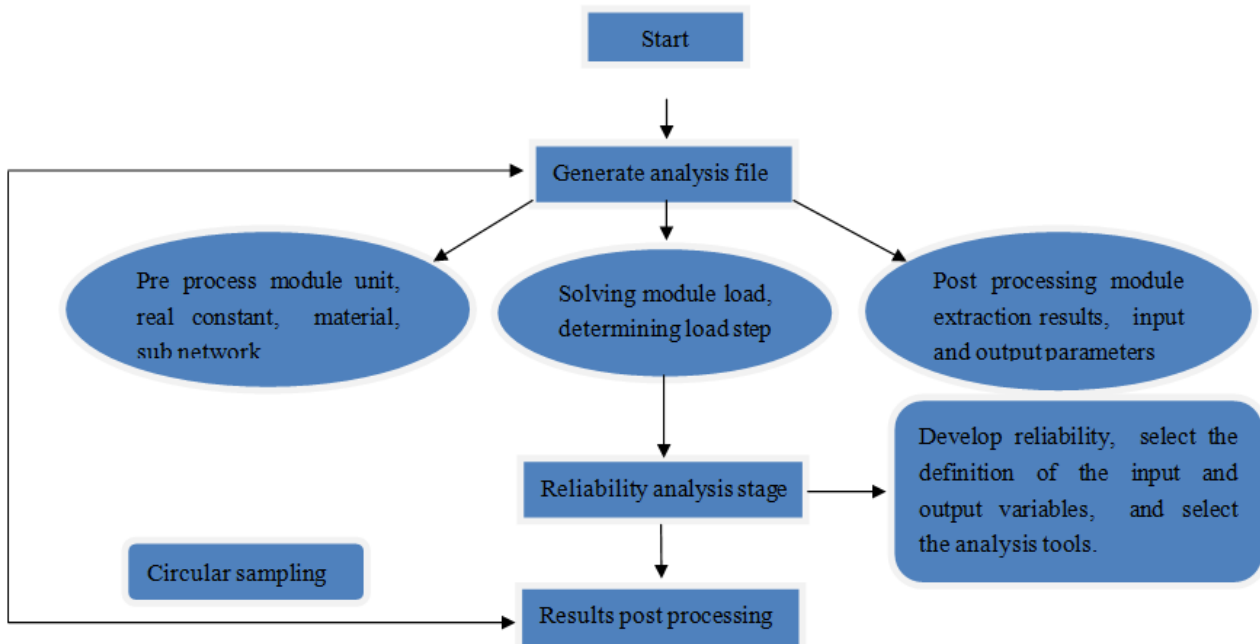 Start
Generate analysis file
Pre process module unit,
real constant, material,
sub network
Solving module load,
determining load step
Post processing module
extraction results, input
and output parameters
Develop reliability, select the
definition of the input and
output variables, and select
the analysis tools.
Reliability analysis stage
Circular sampling
Results post processing